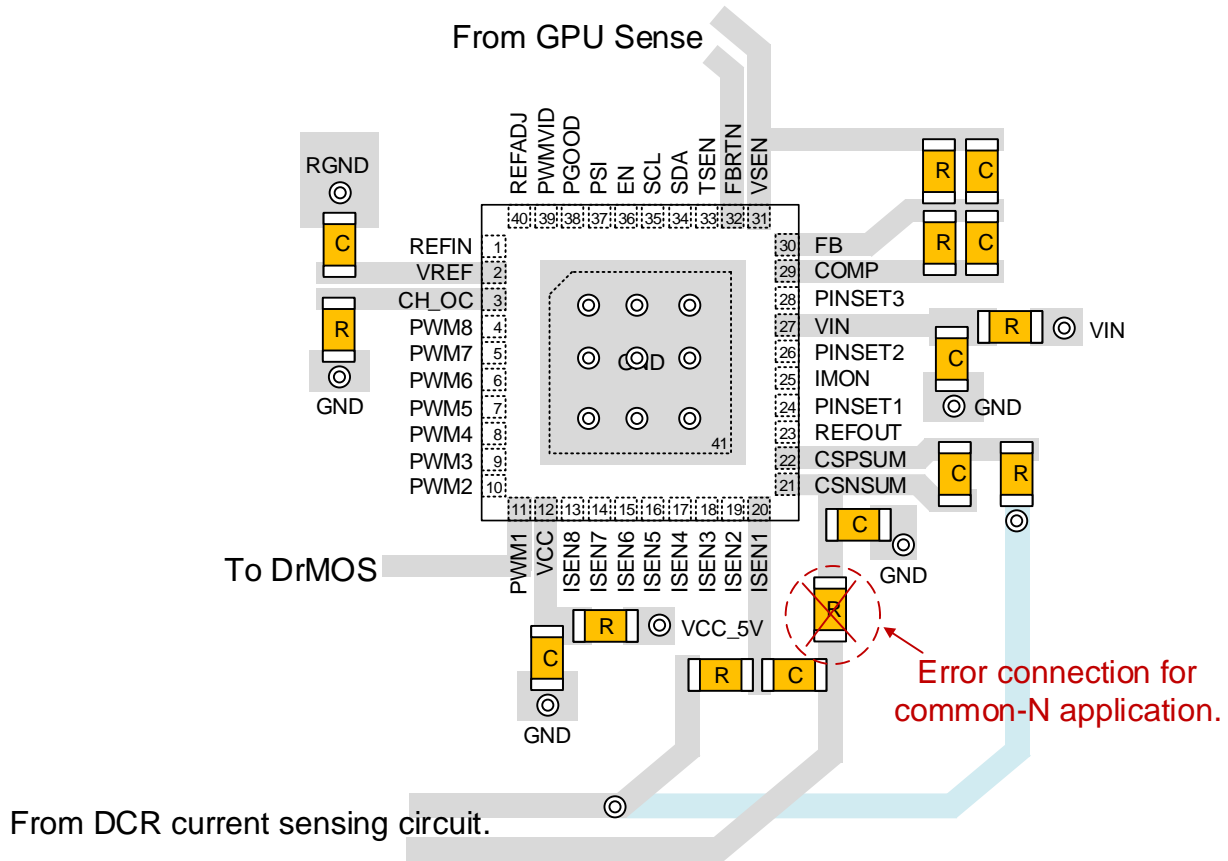 From GPU Sense
REFADJ
PWMVID
PGOOD
PSI
EN
SCL
SDA
TSEN
FBRTN
VSEN
RGND
C
R C
40 39 38 37 36 35 34 33 32 31
REFIN 1
VREF 2
CH_OC 3
PWM8 4
PWM7 5
PWM6 6
PWM5 7
PWM4 8
PWM3 9
PWM2 10
R
GND
GND
41
30 FB
29 COMP
28 PINSET3
27 VIN
26 PINSET2
25 IMON
24 PINSET1
23 REFOUT
22 CSPSUM
21 CSNSUM
R C
R VIN
C
GND
C R
11 12 13 14 15 16 17 18 19 20
PWM1
VCC
ISEN8
ISEN7
ISEN6
ISEN5
ISEN4
ISEN3
ISEN2
ISEN1
C
GND
To DrMOS
R
R VCC_5V
C
R C
GND
Error connection for
common-N application.
From DCR current sensing circuit.